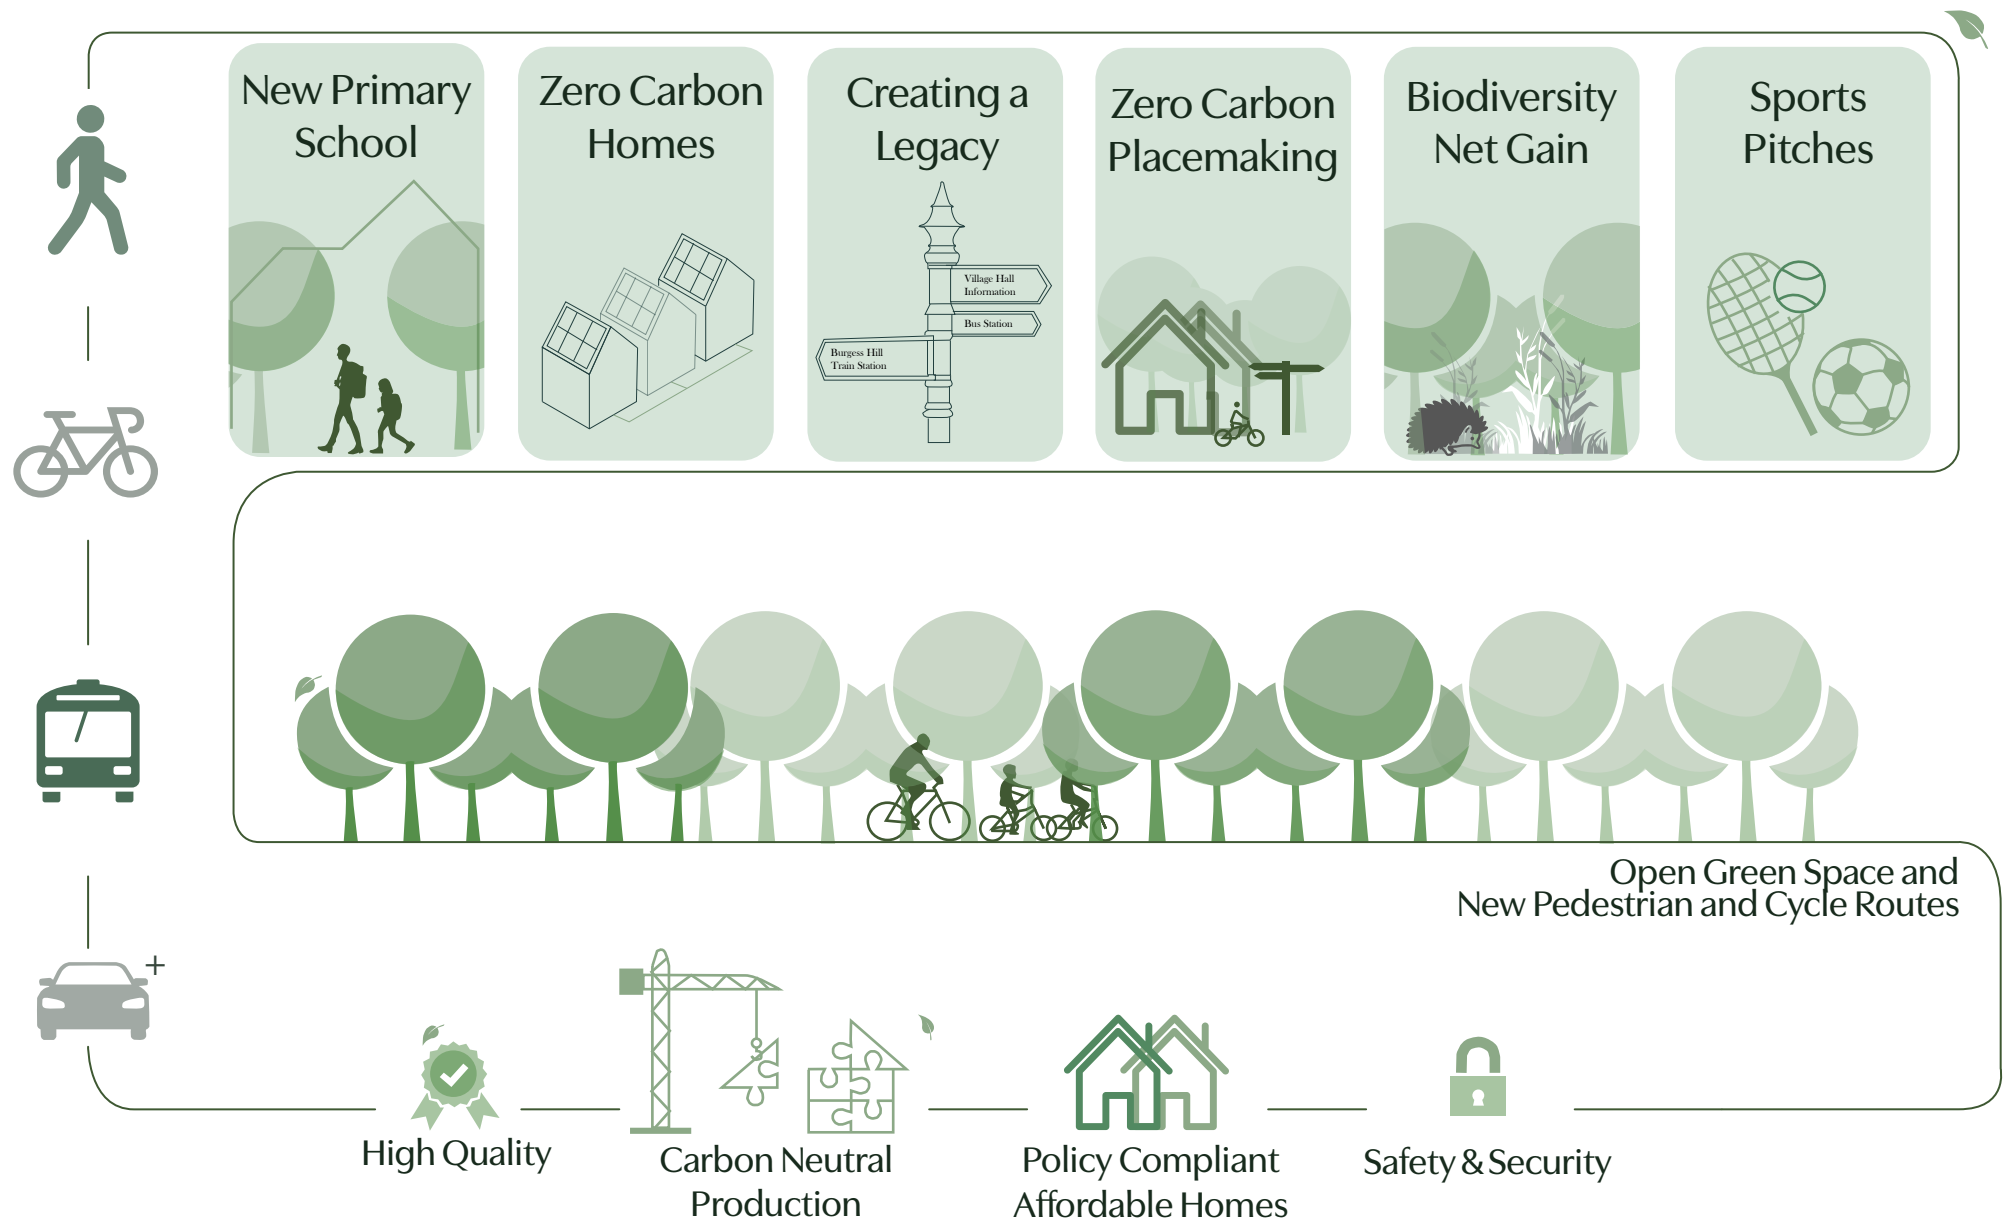 New Primary
School
Zero Carbon
Homes
Creating a
Legacy
Village Hall
Information
Bus Station
Burgess Hill
Train Station
Zero Carbon
Placemaking
Biodiversity
Net Gain
Sports
Pitches
Open Green Space and
New Pedestrian and Cycle Routes
+
High Quality
Carbon Neutral
Production
Policy Compliant
Affordable Homes
Safety & Security